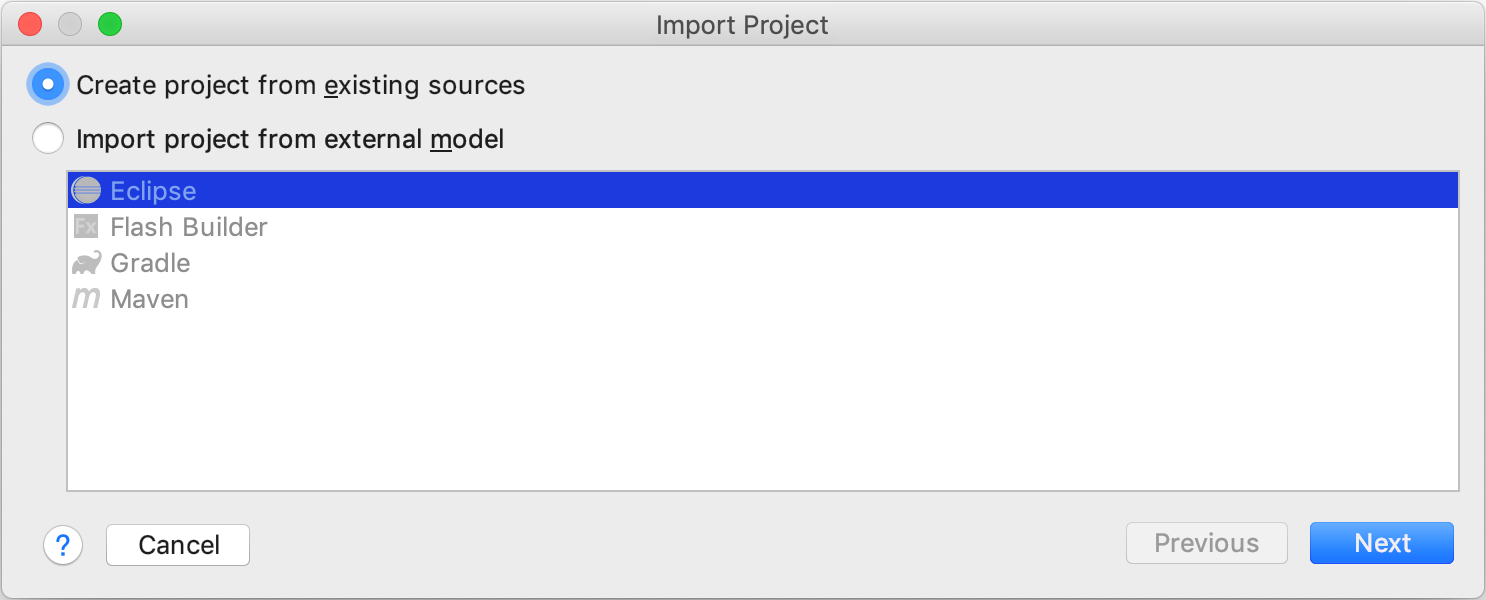 Import Project
Create project from existing sources
Import project from external model
Eclipse
Fx Flash Builder
Gradle
m Maven
? Cancel Previous Next